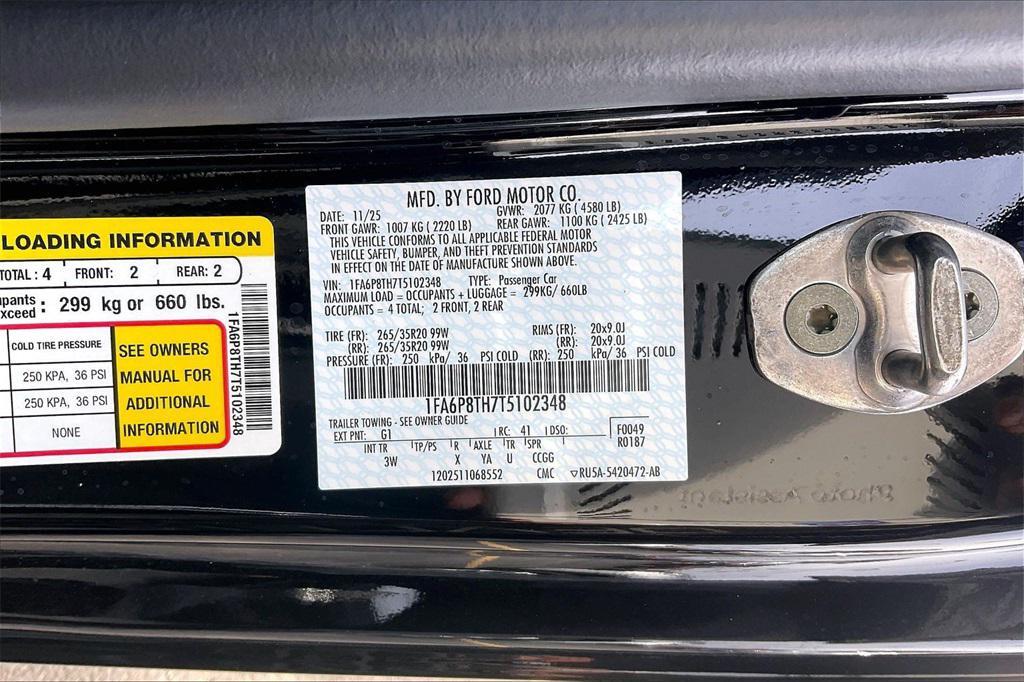 LOADING INFORMATION
TOTAL : 4 FRONT: 2 REAR: 2
upants
exceed : 299 kg or 660 lbs.
COLD TIRE PRESSURE
250 KPA, 36 PSI
250 KPA, 36 PSI
NONE
SEE OWNERS
MANUAL FOR
ADDITIONAL
INFORMATION
1FA6P8TH7T5102348
MFD. BY FORD MOTOR CO.
DATE: 11/25 GVWR: 2077 KG ( 4580 LB)
FRONT GAWR: 1007 KG ( 2220 LB) REAR GAWR: 1100 KG ( 2425 LB)
THIS VEHICLE CONFORMS TO ALL APPLICABLE FEDERAL MOTOR
VEHICLE SAFETY, BUMPER, AND THEFT PREVENTION STANDARDS
IN EFFECT ON THE DATE OF MANUFACTURE SHOWN ABOVE.
VIN: 1FA6P8TH7T5102348 TYPE: Passenger Car
MAXIMUM LOAD = OCCUPANTS + LUGGAGE = 299KG/ 660LB
OCCUPANTS = 4 TOTAL; 2 FRONT, 2 REAR
TIRE (FR): 265/35R20 99W RIMS (FR): 20x9.0J
(RR): 265/35R20 99W (RR): 20x9.0J
PRESSURE (FR): 250 kPa/ 36 PSI COLD (RR): 250 kPa/ 36 PSI COLD
1FA6P8TH7T5102348
TRAILER TOWING - SEE OWNER GUIDE
EXT PNT: G1 RC: 41 DSO: F0049
INT TR TP/PS R AXLE TR SPR R0187
3W X YA U CCGG
1202511068552 CMC RU5A-5420472-AB